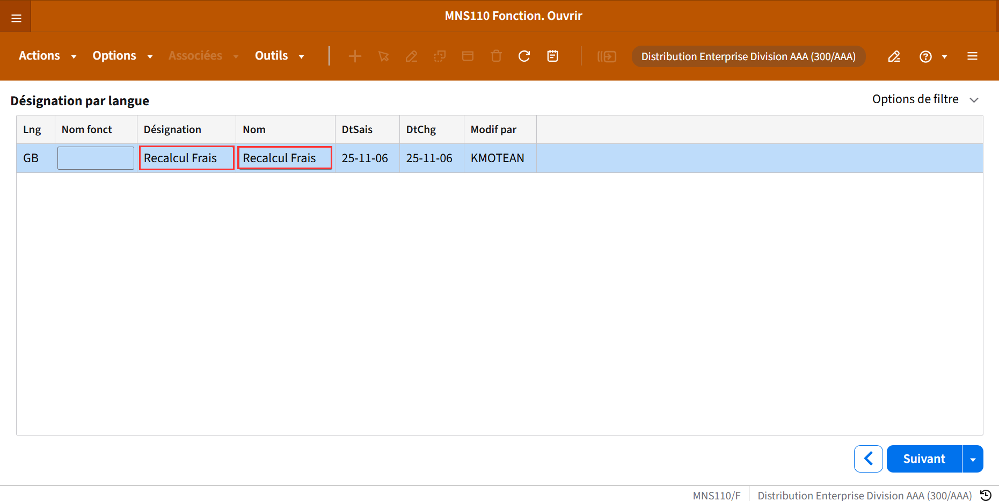 MNS110 Fonction. Ouvrir
Actions Options Associées Outils Distribution Enterprise Division AAA (300/AAA)
Désignation par langue
Options de filtre
Lng Nom fonct Désignation Nom DtSais DtChg Modif par
GB Recalcul Frais Recalcul Frais 25-11-06 25-11-06 KMOTEAN
Suivant
MNS110/F Distribution Enterprise Division AAA (300/AAA)